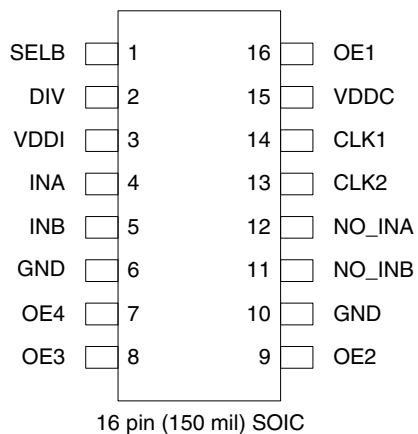 SELB 1 16 OE1
DIV 2 15 VDDC
VDDI 3 14 CLK1
INA 4 13 CLK2
INB 5 12 NO_INA
GND 6 11 NO_INB
OE4 7 10 GND
OE3 8 9 OE2
16 pin (150 mil) SOIC